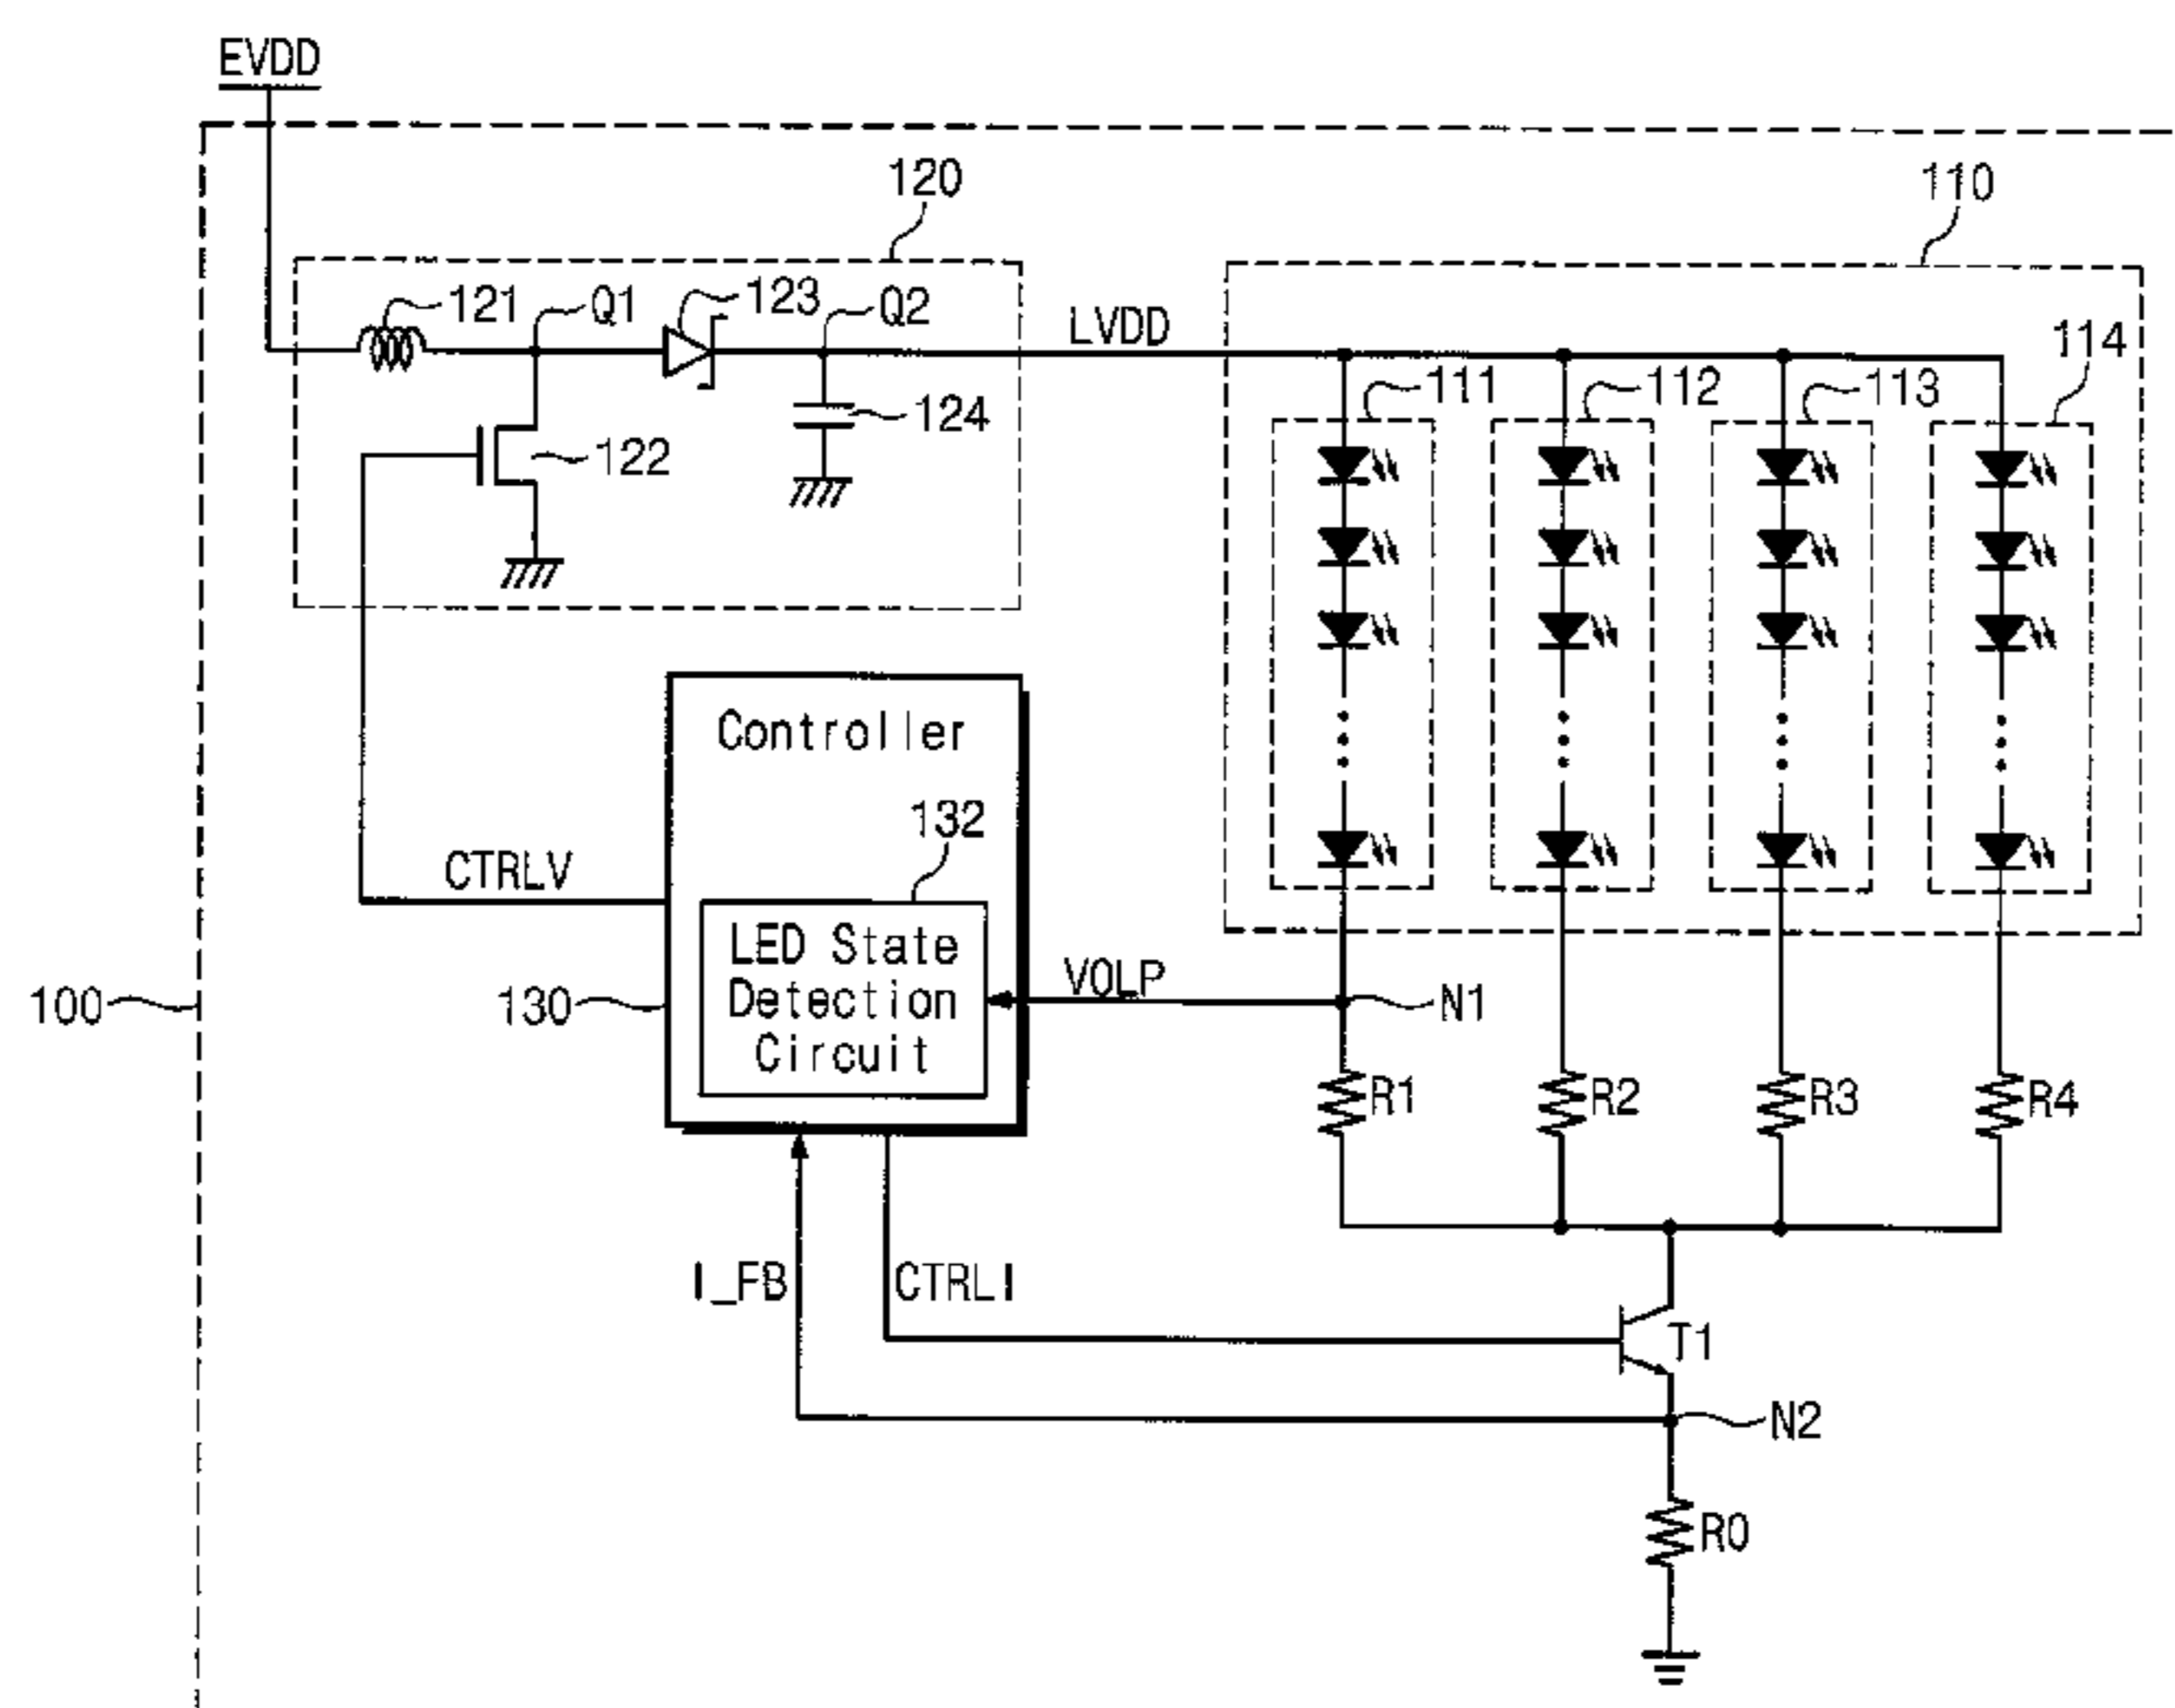 EVDD
120
110
121
Q1
123
Q2
LVDD
114
111
112
113
124
122
Controller
132
CTRLV
LED State
Detection
Circuit
100
130
VOLP
N1
R1
R2
R3
R4
I_FB
CTRLI
T1
N2
R0